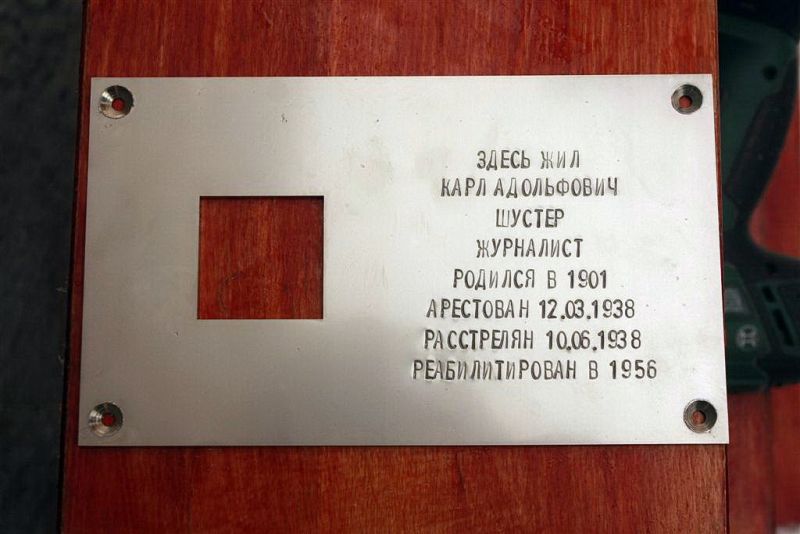 ЗДЕСЬ ЖИЛ
КАРЛ АДОЛЬФОВИЧ
ШУСТЕР
ЖУРНАЛИСТ
РОДИЛСЯ В 1901
АРЕСТОВАН 12.03.1938
РАССТРЕЛЯН 10.06.1938
РЕАБИЛИТИРОВАН В 1956